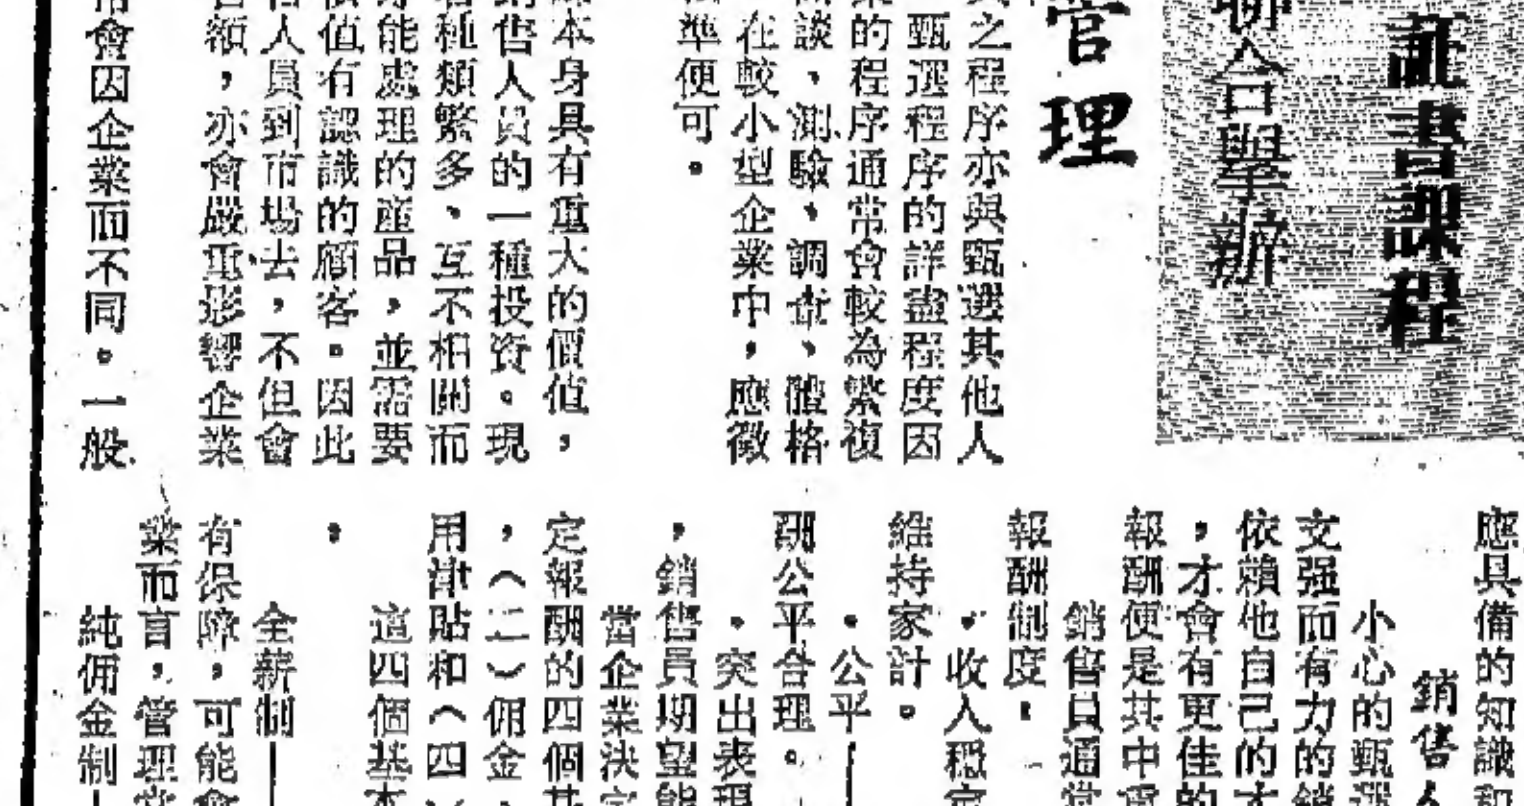 証書課程
聯合舉辦
管理
之程序亦與甄選其他人
甄選程序的詳盡程度因
的程序通常會較為繁複
談、測驗、調查、體格
在較小型企業中，應徵
準便可。
本身具有重大的價值，
售人員的一種投資。現
種類繁多、互不相關而
能處理的產品，並需要
值有認識的顧客。因此
人員到市場去，不但會
額，亦會嚴重影響企業
會因企業而不同。一般
應具備的知識和
銷售人
小心的甄選
支强而有力的銷
依賴他自己的才
，才會有更佳的
報酬便是其中
銷售員通常
報酬制度。
・收入穩定
維持家計。
・公平—
酬公平合理。
・突出表現
，銷售員期望能
當企業決定
定報酬的四個基
，（二）佣金、
用津貼和（四）
這四個基本
，
全薪制—
有保障，可能會
業而言，管理當
純佣金制—